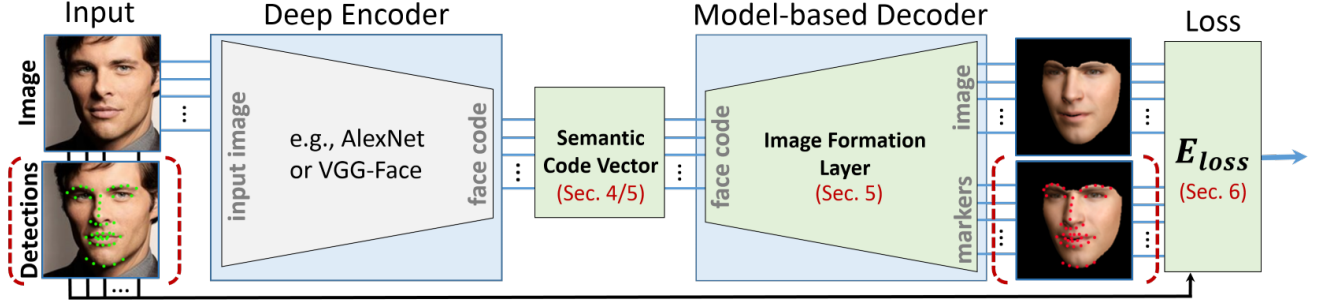 Input
Deep Encoder
Model-based Decoder
Loss
Image
Detections
...
input image
e.g., AlexNet
or VGG-Face
face code
...
Semantic
Code Vector
(Sec. 4/5)
...
face code
Image Formation
Layer
(Sec. 5)
image
markers
...
...
...
...
E_loss
(Sec. 6)
...